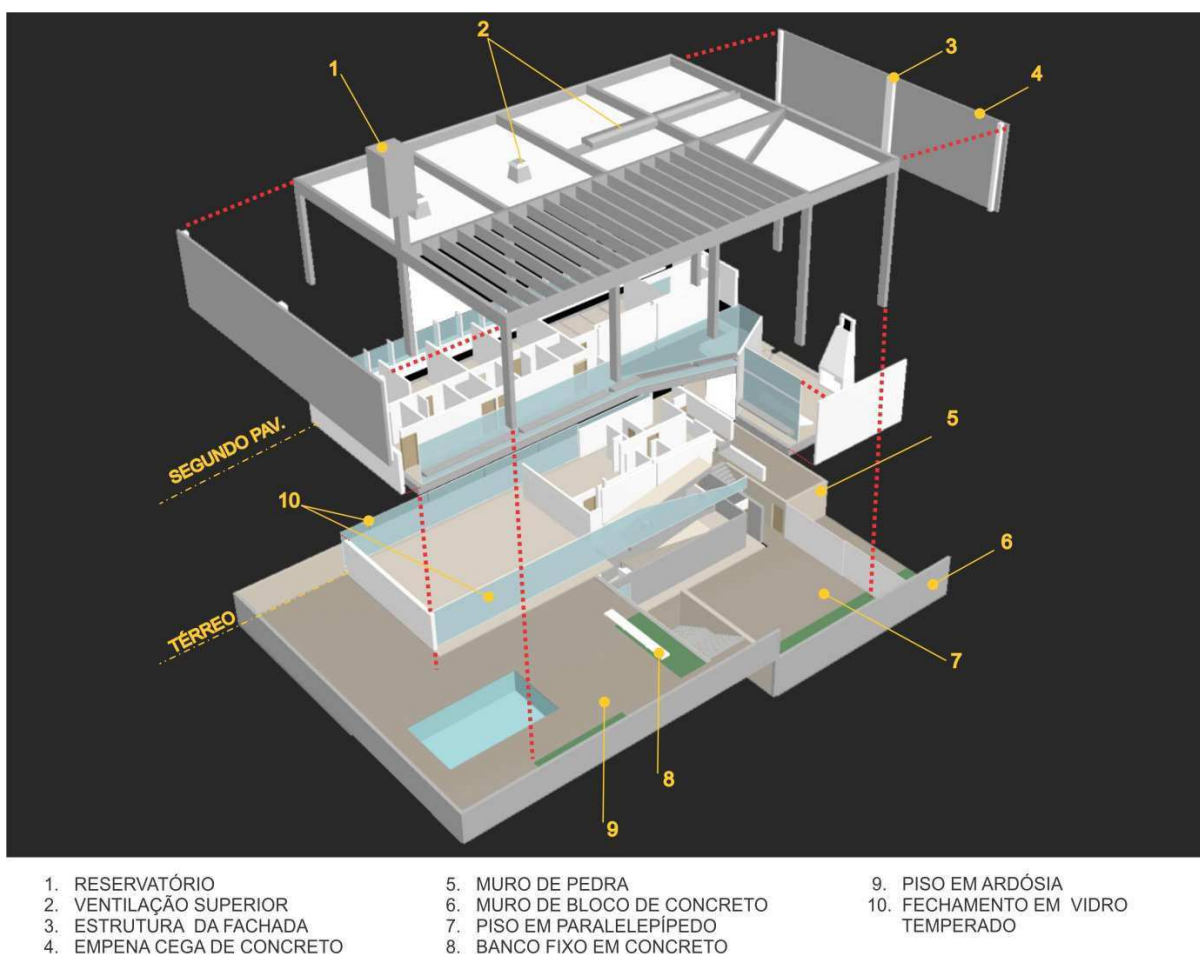 1
2
3
4
SEGUNDO PAV.
5
10
6
TÉRREO
7
8
9
1. RESERVATÓRIO
2. VENTILAÇÃO SUPERIOR
3. ESTRUTURA DA FACHADA
4. EMPENA CEGA DE CONCRETO
5. MURO DE PEDRA
6. MURO DE BLOCO DE CONCRETO
7. PISO EM PARALELEPÍPEDO
8. BANCO FIXO EM CONCRETO
9. PISO EM ARDÓSIA
10. FECHAMENTO EM VIDRO
TEMPERADO